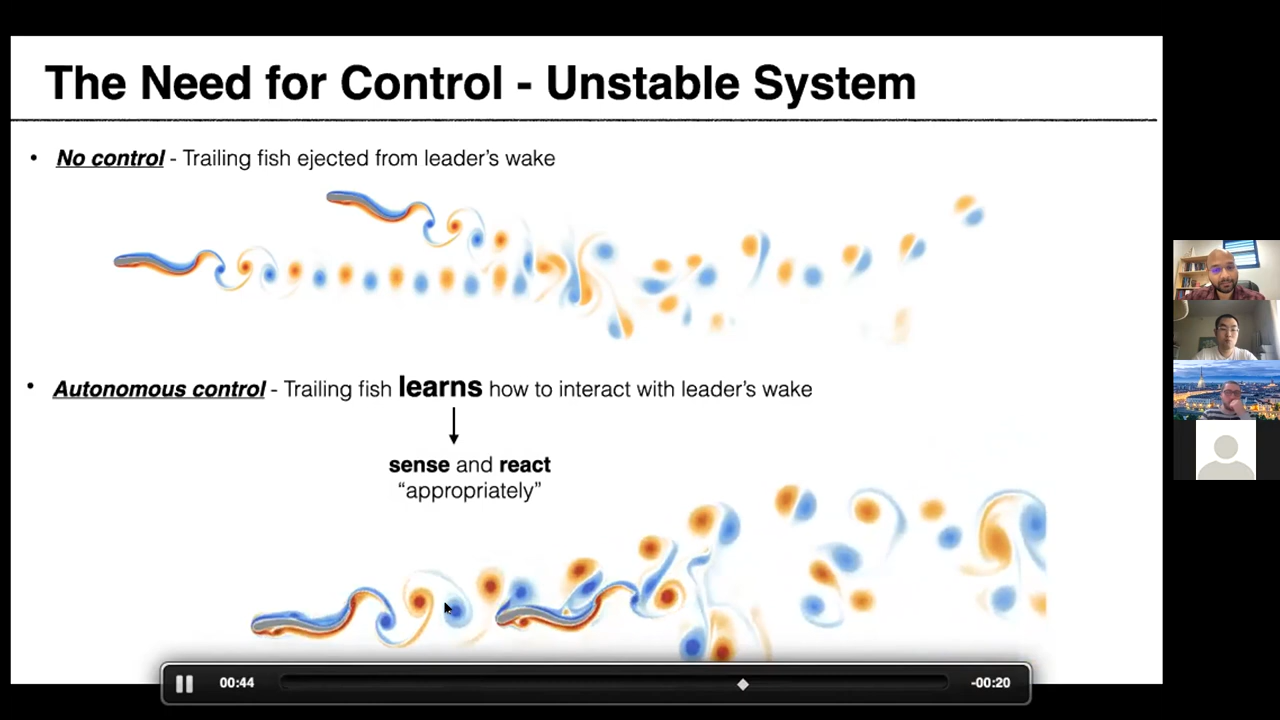 The Need for Control - Unstable System
• No control - Trailing fish ejected from leader's wake
• Autonomous control - Trailing fish learns how to interact with leader's wake
sense and react
“appropriately”
00:44
-00:20